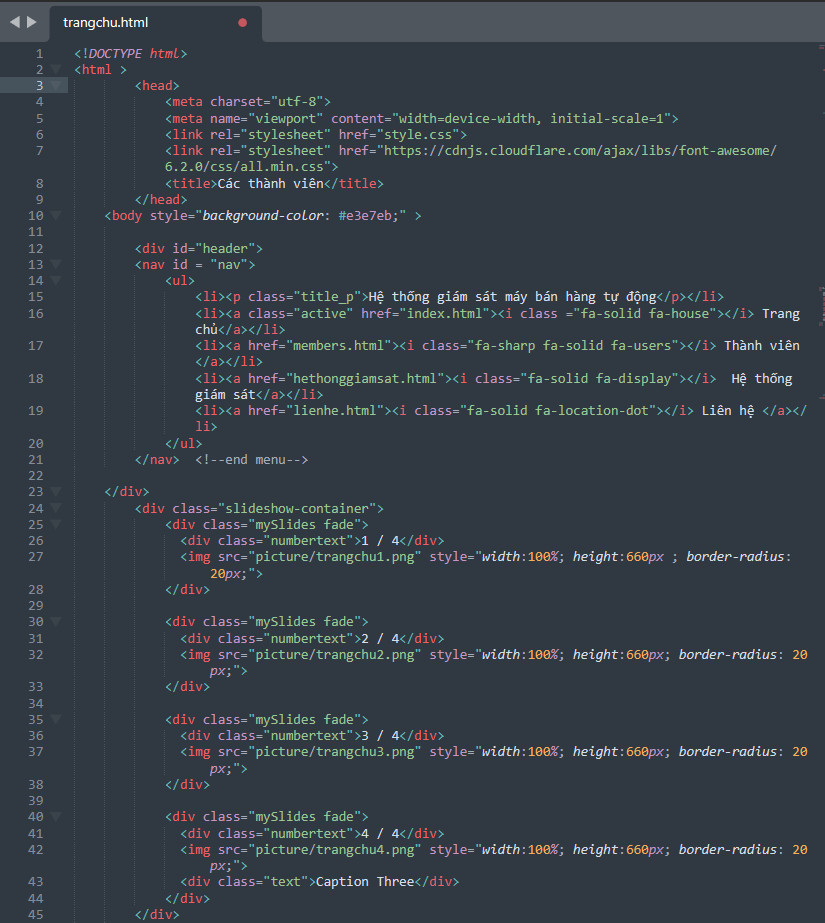 trangchu.html
1 <!DOCTYPE html>
2 <html >
3 <head>
4 <meta charset="utf-8">
5 <meta name="viewport" content="width=device-width, initial-scale=1">
6 <link rel="stylesheet" href="style.css">
7 <link rel="stylesheet" href="https://cdnjs.cloudflare.com/ajax/libs/font-awesome/
6.2.0/css/all.min.css">
8 <title>Các thành viên</title>
9 </head>
10 <body style="background-color: #e3e7eb;" >
11
12 <div id="header">
13 <nav id = "nav">
14 <ul>
15 <li><p class="title_p">Hệ thống giám sát máy bán hàng tự động</p></li>
16 <li><a class="active" href="index.html"><i class ="fa-solid fa-house"></i> Trang
chủ</a></li>
17 <li><a href="members.html"><i class="fa-sharp fa-solid fa-users"></i> Thành viên
</a></li>
18 <li><a href="hethonggiamsat.html"><i class="fa-solid fa-display"></i>  Hệ thống
giám sát</a></li>
19 <li><a href="lienhe.html"><i class="fa-solid fa-location-dot"></i> Liên hệ </a></
li>
20 </ul>
21 </nav>  <!--end menu-->
22
23 </div>
24 <div class="slideshow-container">
25 <div class="mySlides fade">
26 <div class="numbertext">1 / 4</div>
27 <img src="picture/trangchu1.png" style="width:100%; height:660px ; border-radius:
20px;">
28 </div>
29
30 <div class="mySlides fade">
31 <div class="numbertext">2 / 4</div>
32 <img src="picture/trangchu2.png" style="width:100%; height:660px; border-radius: 20
px;">
33 </div>
34
35 <div class="mySlides fade">
36 <div class="numbertext">3 / 4</div>
37 <img src="picture/trangchu3.png" style="width:100%; height:660px; border-radius: 20
px;">
38 </div>
39
40 <div class="mySlides fade">
41 <div class="numbertext">4 / 4</div>
42 <img src="picture/trangchu4.png" style="width:100%; height:660px; border-radius: 20
px;">
43 <div class="text">Caption Three</div>
44 </div>
45 </div>